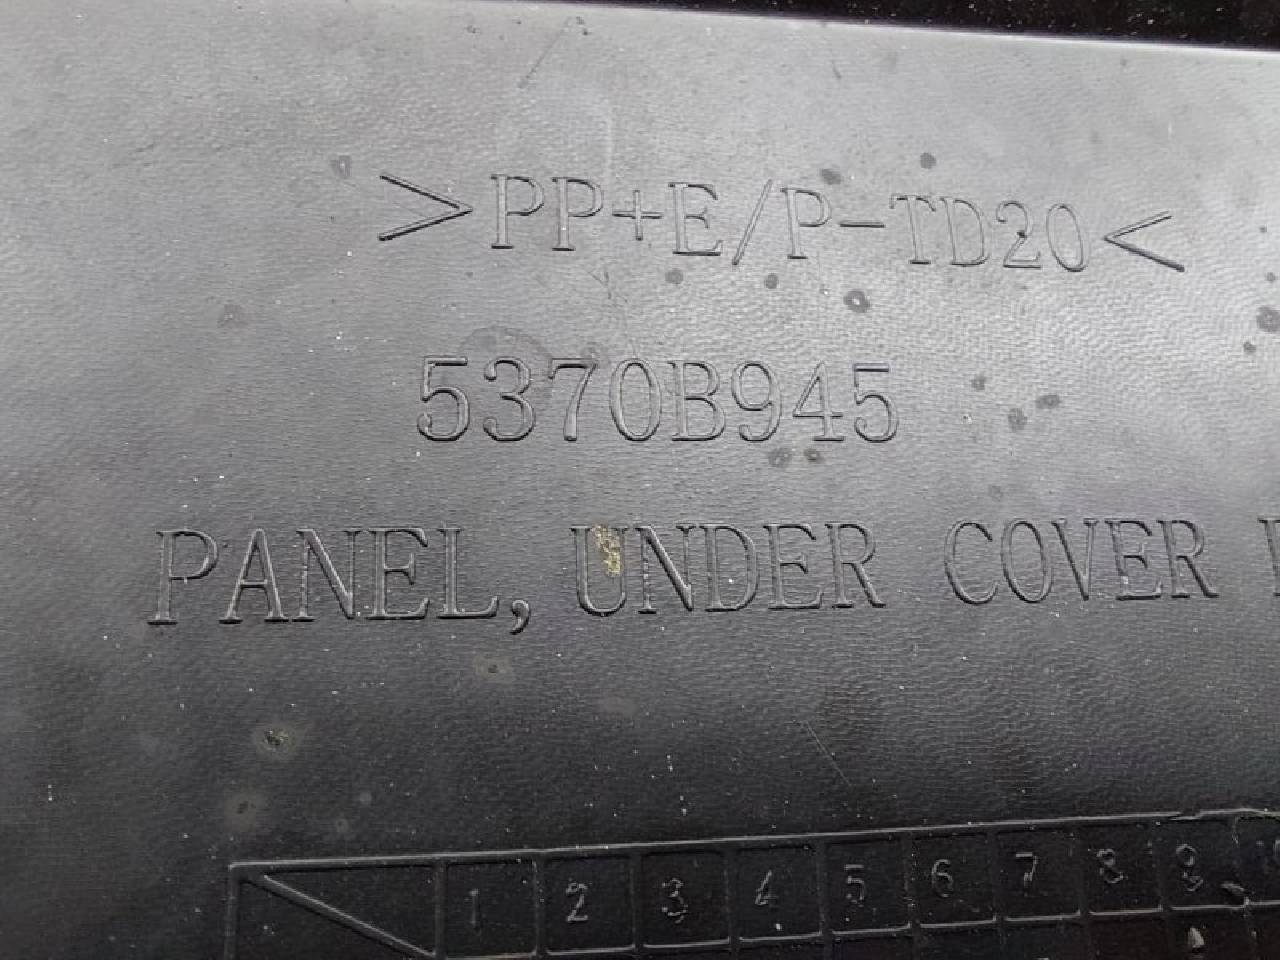 >PP+E/P-TD20<
5370B945
PANEL, UNDER COVER
1 2 3 4 5 6 7 8 9